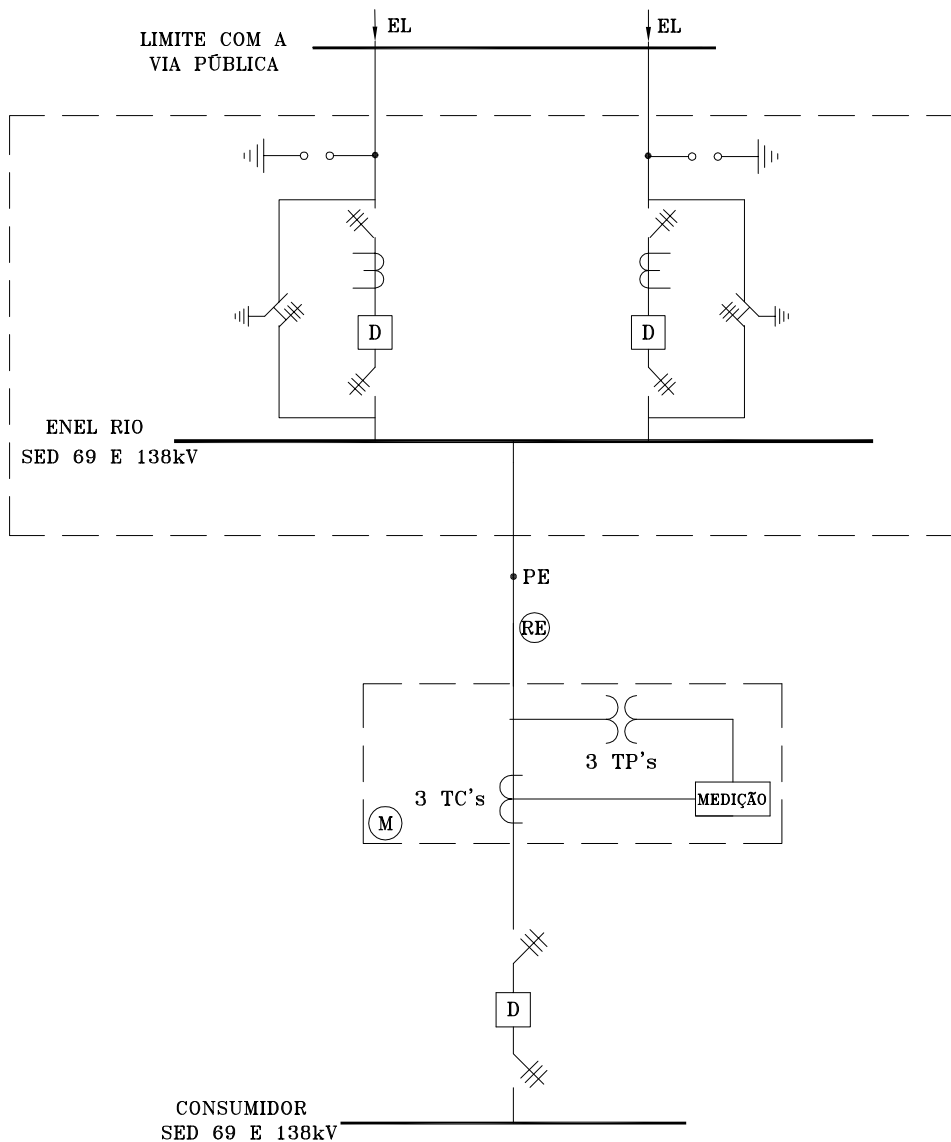 EL
EL
LIMITE COM A
VIA PÚBLICA
D
D
ENEL RIO
SED 69 E 138kV
PE
RE
3 TP's
3 TC's
MEDIÇÃO
M
D
CONSUMIDOR
SED 69 E 138kV